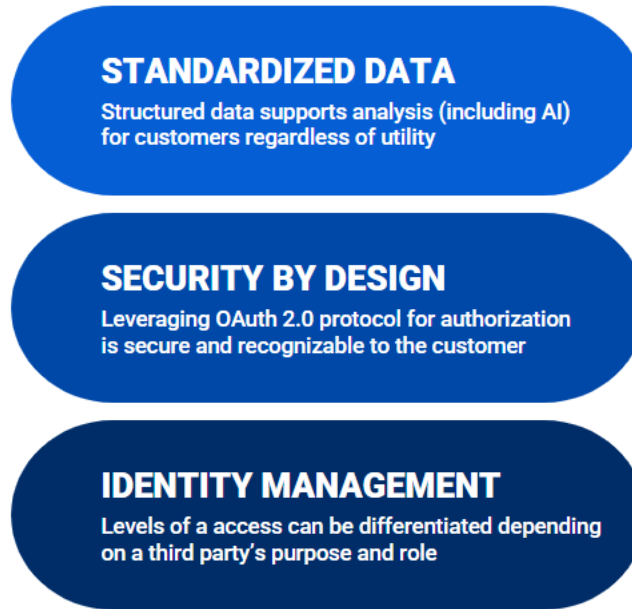 STANDARDIZED DATA
Structured data supports analysis (including AI)
for customers regardless of utility
SECURITY BY DESIGN
Leveraging OAuth 2.0 protocol for authorization
is secure and recognizable to the customer
IDENTITY MANAGEMENT
Levels of a access can be differentiated depending
on a third party's purpose and role